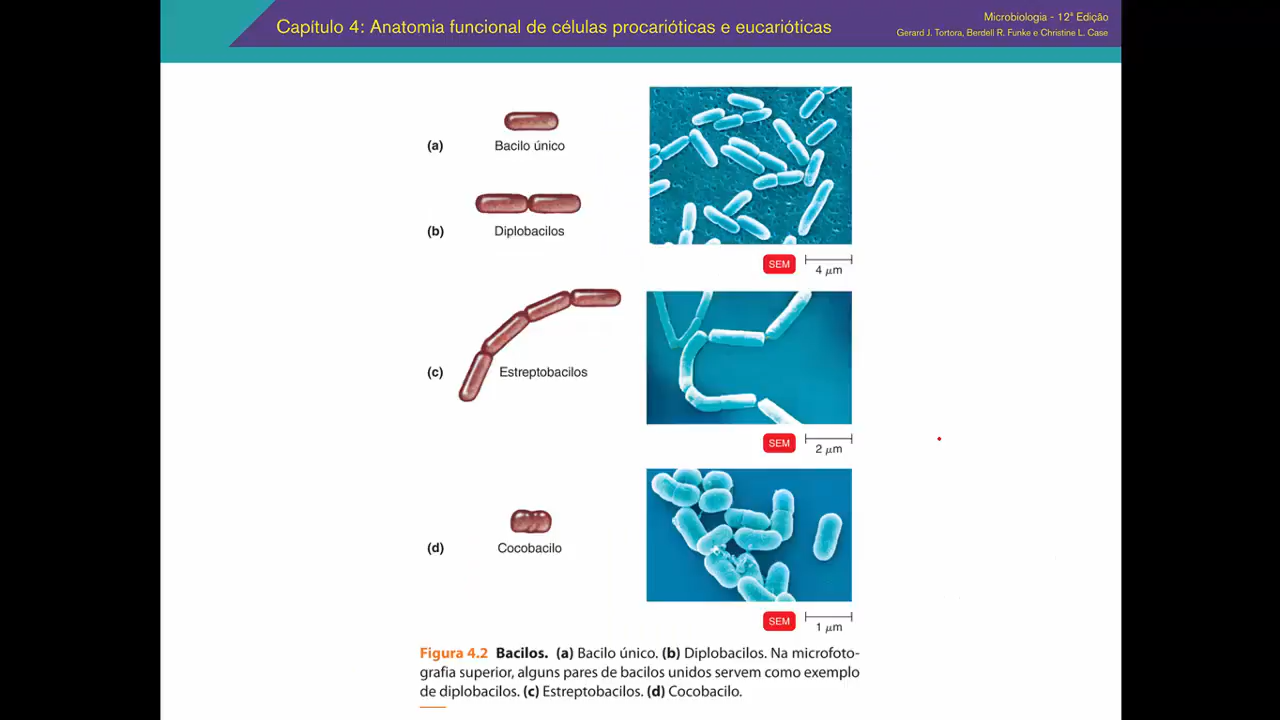 Capítulo 4: Anatomia funcional de células procarióticas e eucarióticas
Microbiologia - 12ª Edição
Gerard J. Tortora, Berdell R. Funke e Christine L. Case
(a)
Bacilo único
(b)
Diplobacilos
SEM
4 μm
(c)
Estreptobacilos
SEM
2 μm
(d)
Cocobacilo
SEM
1 μm
Figura 4.2 Bacilos. (a) Bacilo único. (b) Diplobacilos. Na microfoto-
grafia superior, alguns pares de bacilos unidos servem como exemplo
de diplobacilos. (c) Estreptobacilos. (d) Cocobacilo.